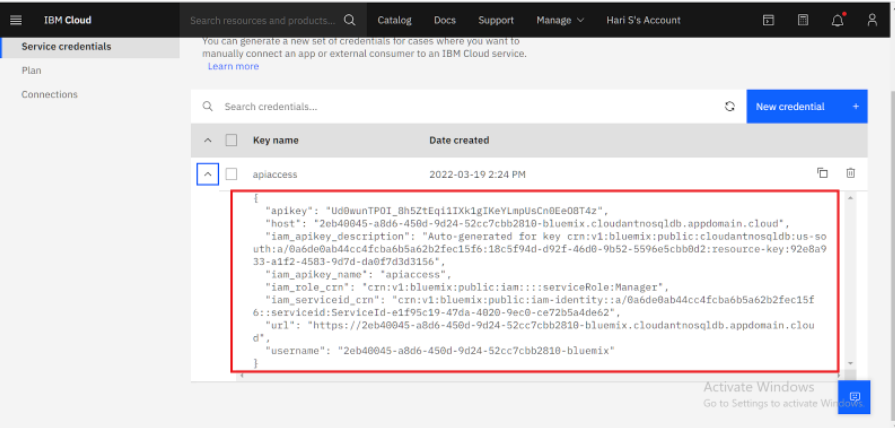 IBM Cloud
Search resources and products...
Catalog
Docs
Support
Manage
Hari S's Account
Service credentials
Plan
Connections
You can generate a new set of credentials for cases where you want to
manually connect an app or external consumer to an IBM Cloud service.
Learn more
Search credentials...
New credential +
Key name
Date created
apiaccess
2022-03-19 2:24 PM
{
"apikey": "Ud0wunTPOI_8h5ZtEqi1IXk1gIKeYLmpUsCn0EeO8T4z",
"host": "2eb40045-a8d6-450d-9d24-52cc7cbb2810-bluemix.cloudantnosqldb.appdomain.cloud",
"iam_apikey_description": "Auto-generated for key crn:v1:bluemix:public:cloudantnosqldb:us-so
uth:a/0a6de0ab44cc4fcba6b5a62b2fec15f6:18c5f94d-d92f-46d0-9b52-5596e5cbb0d2:resource-key:92e8a9
33-a1f2-4583-9d7d-da0f7d3d3156",
"iam_apikey_name": "apiaccess",
"iam_role_crn": "crn:v1:bluemix:public:iam::::serviceRole:Manager",
"iam_serviceid_crn": "crn:v1:bluemix:public:iam-identity::a/0a6de0ab44cc4fcba6b5a62b2fec15f
6::serviceid:ServiceId-e1f95c19-47da-4020-9ec0-ce72b5a4de62",
"url": "https://2eb40045-a8d6-450d-9d24-52cc7cbb2810-bluemix.cloudantnosqldb.appdomain.clou
d",
"username": "2eb40045-a8d6-450d-9d24-52cc7cbb2810-bluemix"
}
Activate Windows
Go to Settings to activate Windows.